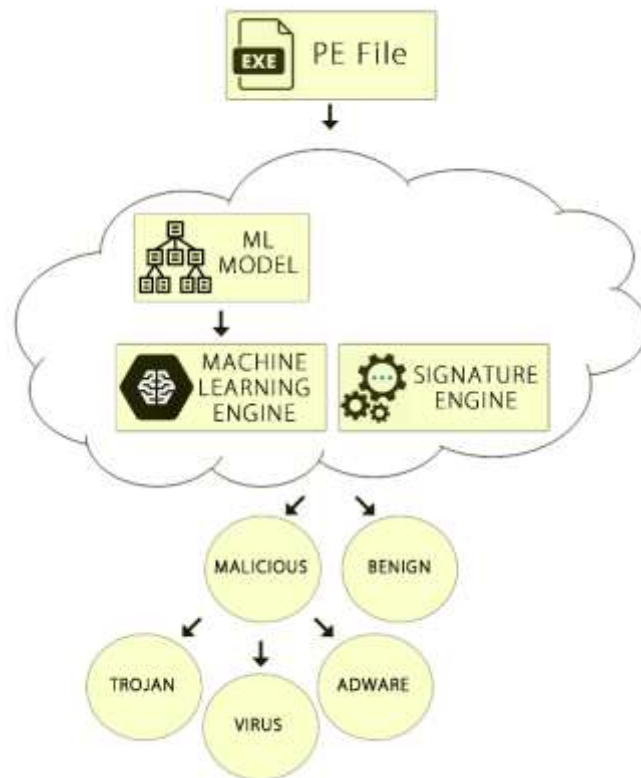 EXE
PE File
ML
MODEL
MACHINE
LEARNING
ENGINE
SIGNATURE
ENGINE
MALICIOUS
BENIGN
TROJAN
VIRUS
ADWARE